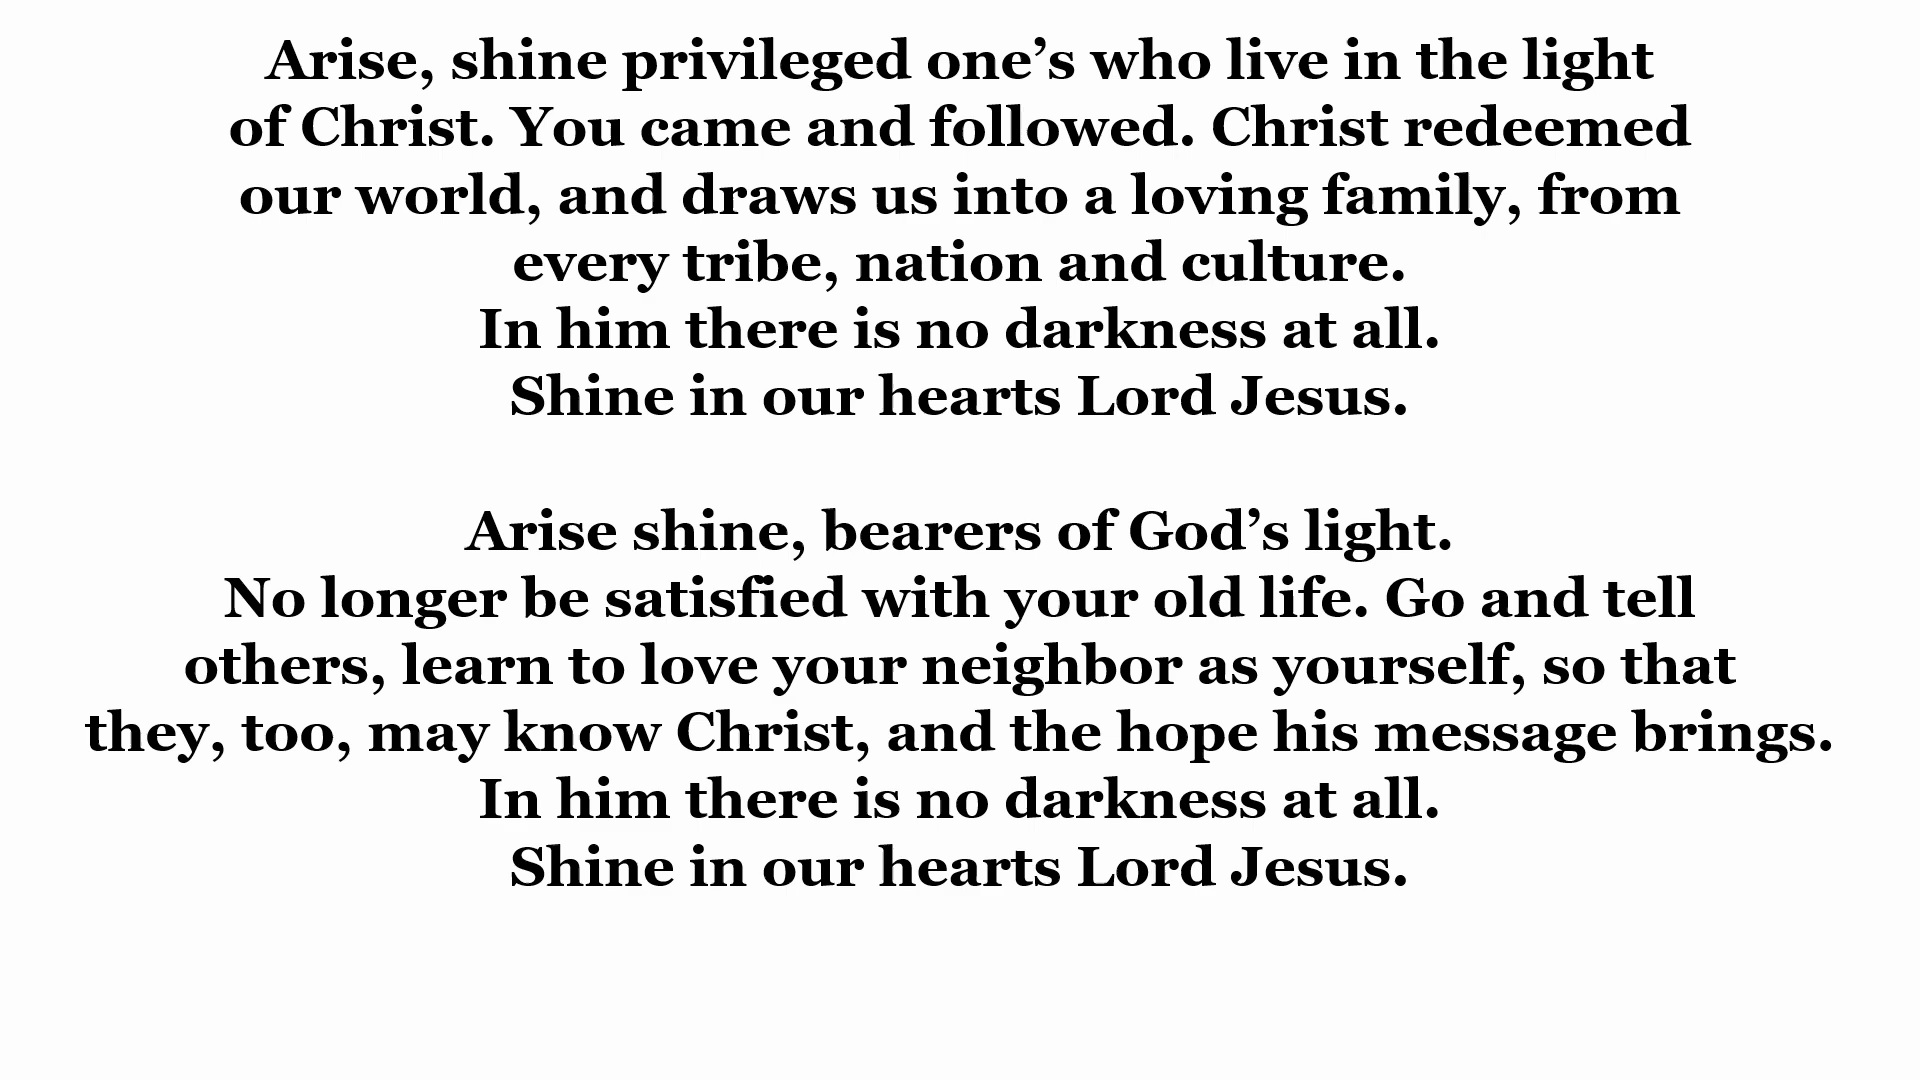 Arise, shine privileged one’s who live in the light
of Christ. You came and followed. Christ redeemed
our world, and draws us into a loving family, from
every tribe, nation and culture.
In him there is no darkness at all.
Shine in our hearts Lord Jesus.
Arise shine, bearers of God’s light.
No longer be satisfied with your old life. Go and tell
others, learn to love your neighbor as yourself, so that
they, too, may know Christ, and the hope his message brings.
In him there is no darkness at all.
Shine in our hearts Lord Jesus.